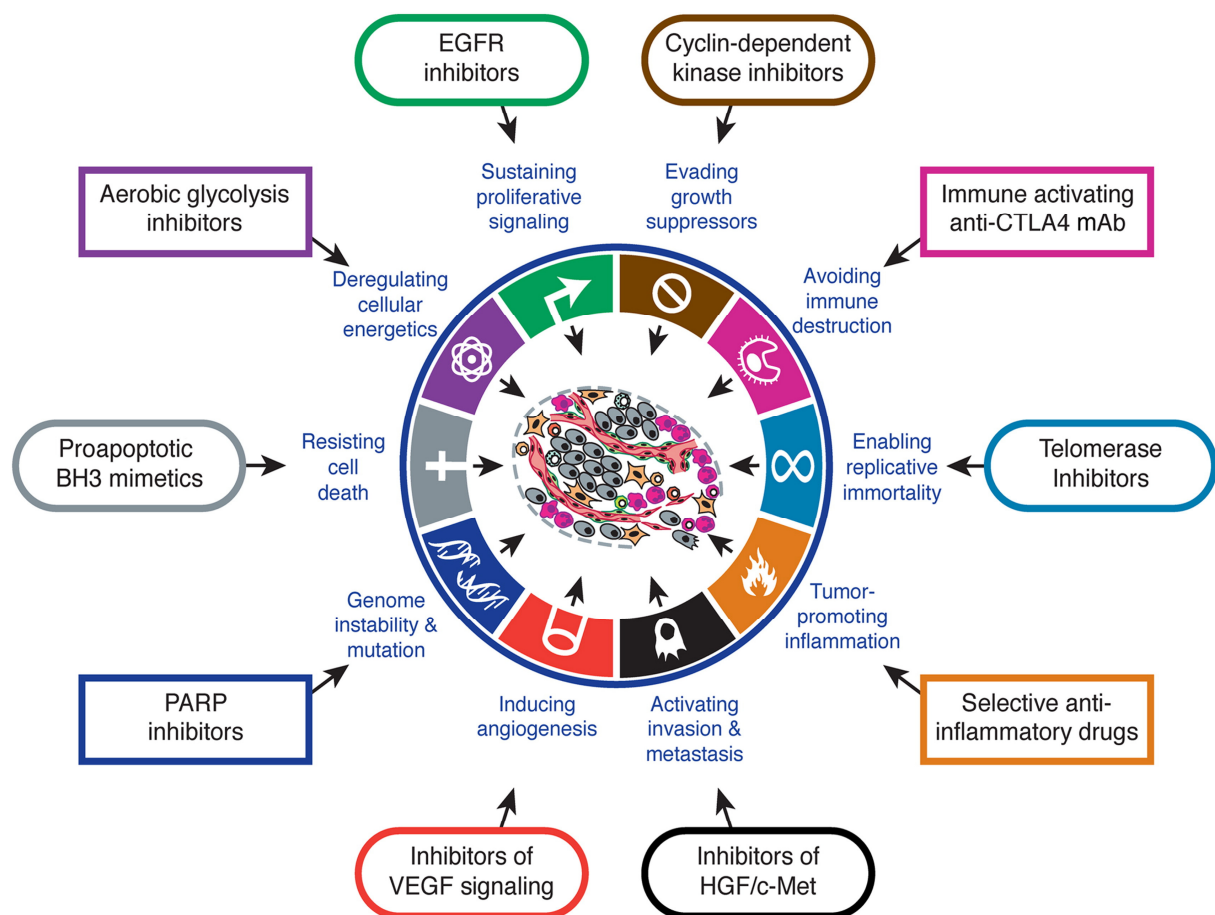 EGFR
inhibitors
Cyclin-dependent
kinase inhibitors
Sustaining
proliferative
signaling
Evading
growth
suppressors
Aerobic glycolysis
inhibitors
Immune activating
anti-CTLA4 mAb
Deregulating
cellular
energetics
Avoiding
immune
destruction
Proapoptotic
BH3 mimetics
Resisting
cell
death
Enabling
replicative
immortality
Telomerase
Inhibitors
Genome
instability &
mutation
Tumor-
promoting
inflammation
PARP
inhibitors
Inducing
angiogenesis
Activating
invasion &
metastasis
Selective anti-
inflammatory drugs
Inhibitors of
VEGF signaling
Inhibitors of
HGF/c-Met